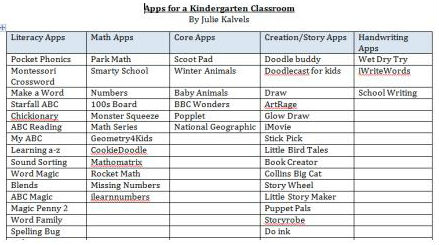 Apps for a Kindergarten Classroom
By Julie Kalvels
Literacy Apps Math Apps Core Apps Creation/Story Apps Handwriting Apps
Pocket Phonics Park Math Scoot Pad Doodle buddy Wet Dry Try
Montessori Crossword Smarty School Winter Animals Doodlecast for kids iWriteWords
Make a Word Numbers Baby Animals Draw School Writing
Starfall ABC 100s Board BBC Wonders ArtRage
Chickionary Monster Squeeze Popplet Glow Draw
ABC Reading Math Series National Geographic iMovie
My ABC Geometry4Kids Stick Pick
Learning a-z CookieDoodle Little Bird Tales
Sound Sorting Mathomatrix Book Creator
Word Magic Rocket Math Collins Big Cat
Blends Missing Numbers Story Wheel
ABC Magic ilearnnumbers Little Story Maker
Magic Penny 2 Puppet Pals
Word Family Storyrobe
Spelling Bug Do ink